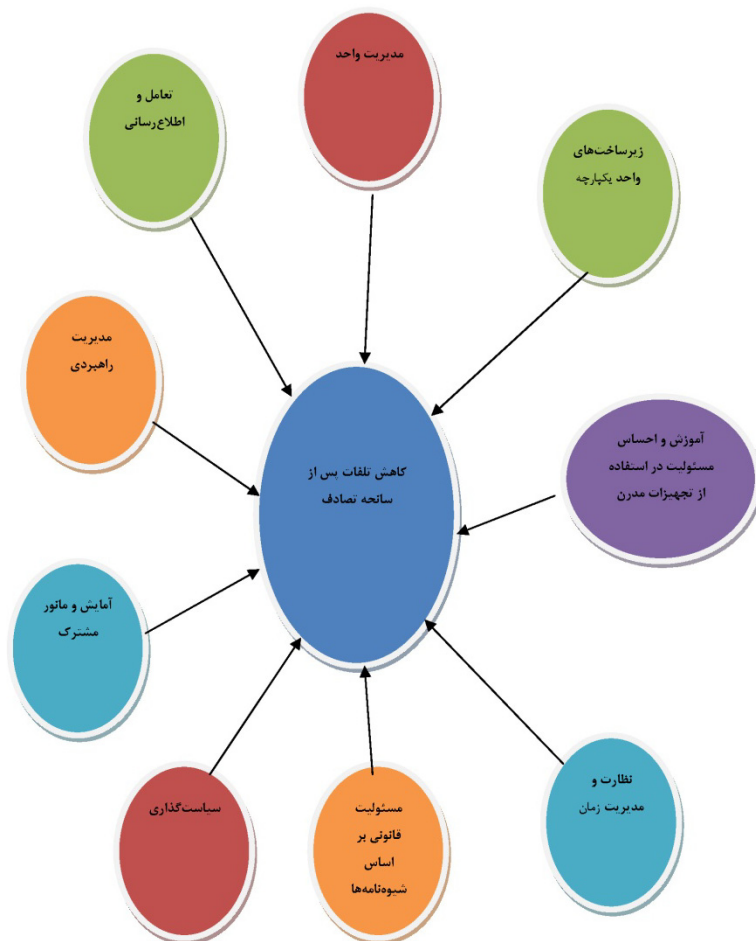 مدیریت واحد
تعامل و
اطلاع‌رسانی
زیرساخت‌های
واحد یکپارچه
مدیریت
راهبردی
آموزش و احساس
مسئولیت در استفاده
از تجهیزات مدرن
کاهش تلفات پس از
سانحه تصادف
آمایش و مانور
مشترک
نظارت و
مدیریت زمان
سیاست‌گذاری
مسئولیت
قانونی بر
اساس
شیوه‌نامه‌ها